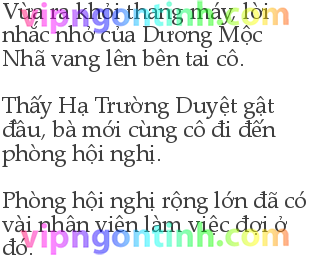 Vừa ra khỏi thang máy, lời
nhắc nhở của Dương Mộc
Nhã vang lên bên tai cô.
Thấy Hạ Trường Duyệt gật
đầu, bà mới cùng cô đi đến
phòng hội nghị.
Phòng hội nghị rộng lớn đã có
vài nhân viên làm việc đợi ở
đó.
vipngontinh.com
vipngontinh.com